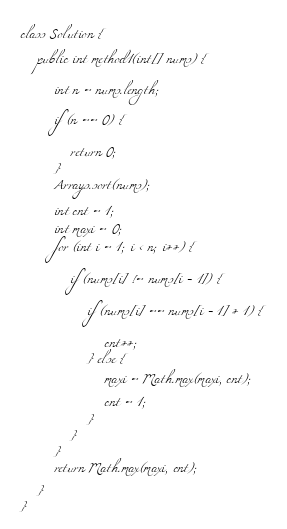 class Solution {
public int method1(int[] nums) {
int n = nums.length;
if (n == 0) {
return 0;
}
Arrays.sort(nums);
int cnt = 1;
int maxi = 0;
for (int i = 1; i < n; i++) {
if (nums[i] != nums[i - 1]) {
if (nums[i] == nums[i - 1] + 1) {
cnt++;
} else {
maxi = Math.max(maxi, cnt);
cnt = 1;
}
}
}
return Math.max(maxi, cnt);
}
}